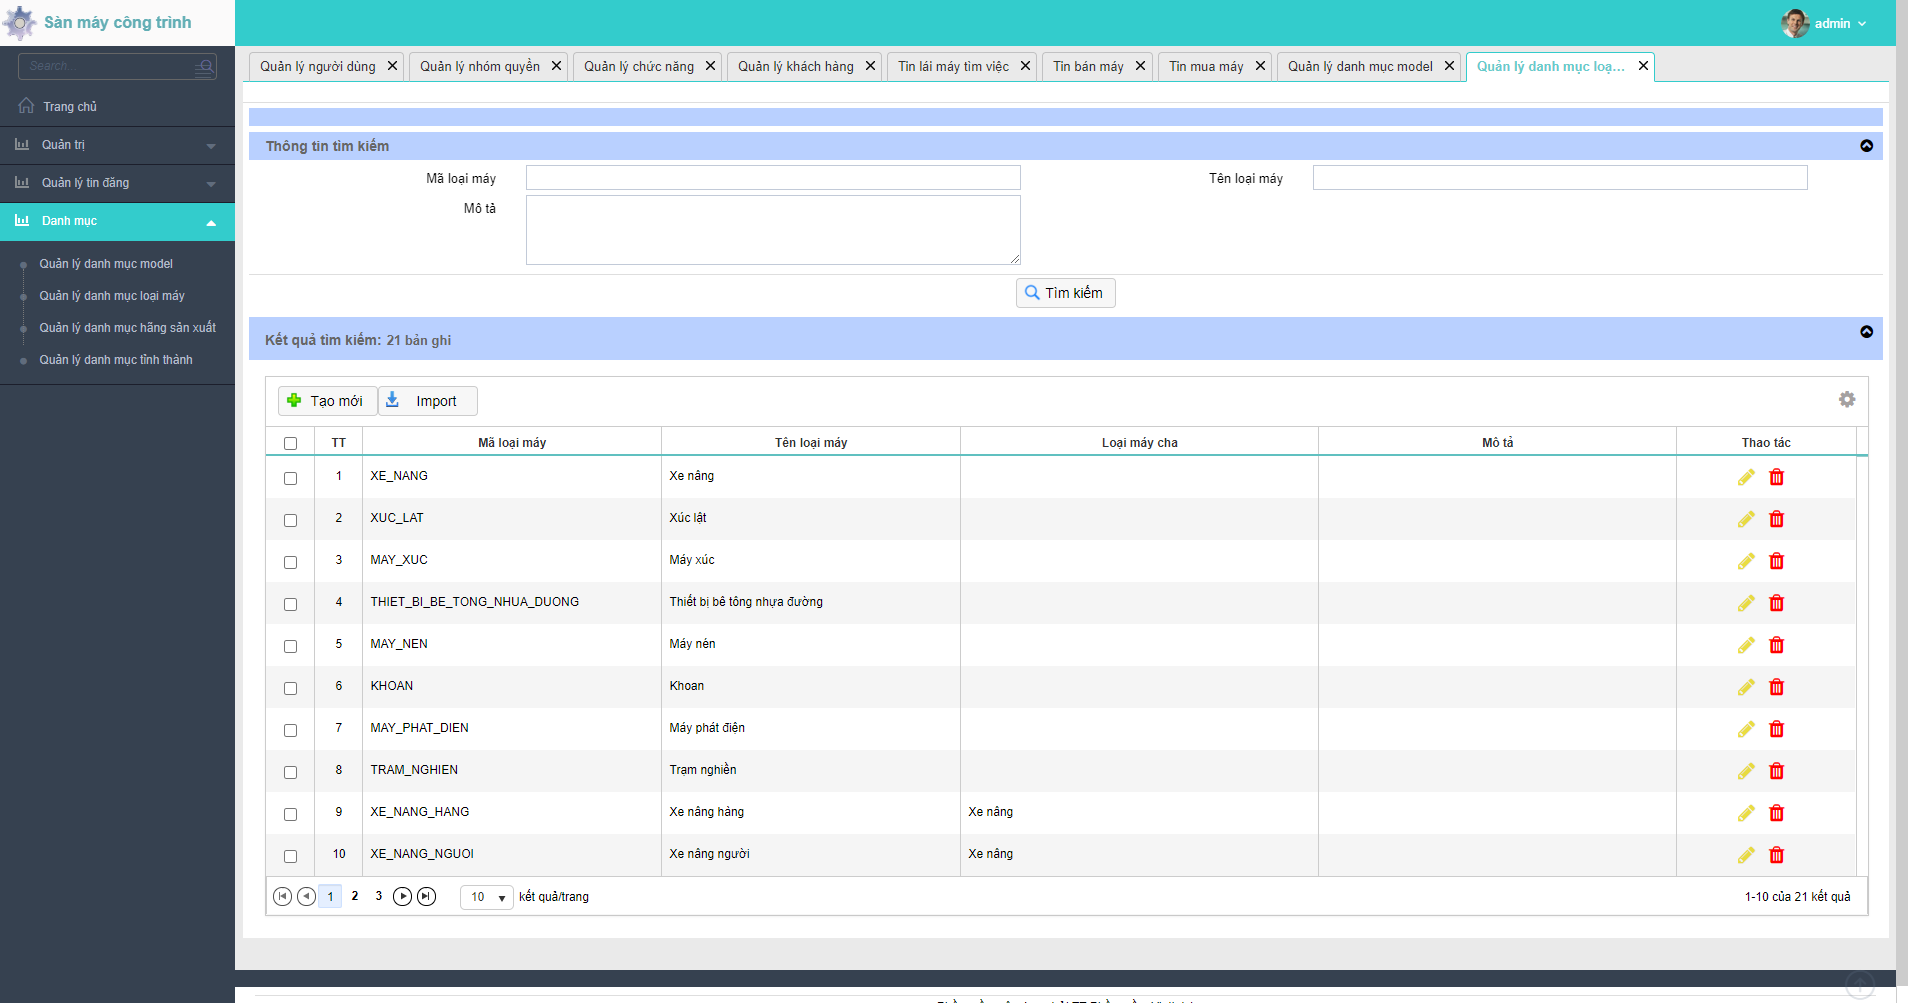 Sàn máy công trình
admin
Search...
Trang chủ
Quản trị
Quản lý tin đăng
Danh mục
Quản lý danh mục model
Quản lý danh mục loại máy
Quản lý danh mục hãng sản xuất
Quản lý danh mục tỉnh thành
Quản lý người dùng
Quản lý nhóm quyền
Quản lý chức năng
Quản lý khách hàng
Tin lái máy tìm việc
Tin bán máy
Tin mua máy
Quản lý danh mục model
Quản lý danh mục loạ...
Thông tin tìm kiếm
Mã loại máy
Tên loại máy
Mô tả
Tìm kiếm
Kết quả tìm kiếm: 21 bản ghi
Tạo mới Import
TT Mã loại máy Tên loại máy Loại máy cha Mô tả Thao tác
1 XE_NANG Xe nâng
2 XUC_LAT Xúc lật
3 MAY_XUC Máy xúc
4 THIET_BI_BE_TONG_NHUA_DUONG Thiết bị bê tông nhựa đường
5 MAY_NEN Máy nén
6 KHOAN Khoan
7 MAY_PHAT_DIEN Máy phát điện
8 TRAM_NGHIEN Trạm nghiền
9 XE_NANG_HANG Xe nâng hàng Xe nâng
10 XE_NANG_NGUOI Xe nâng người Xe nâng
1 2 3 10 kết quả/trang 1-10 của 21 kết quả